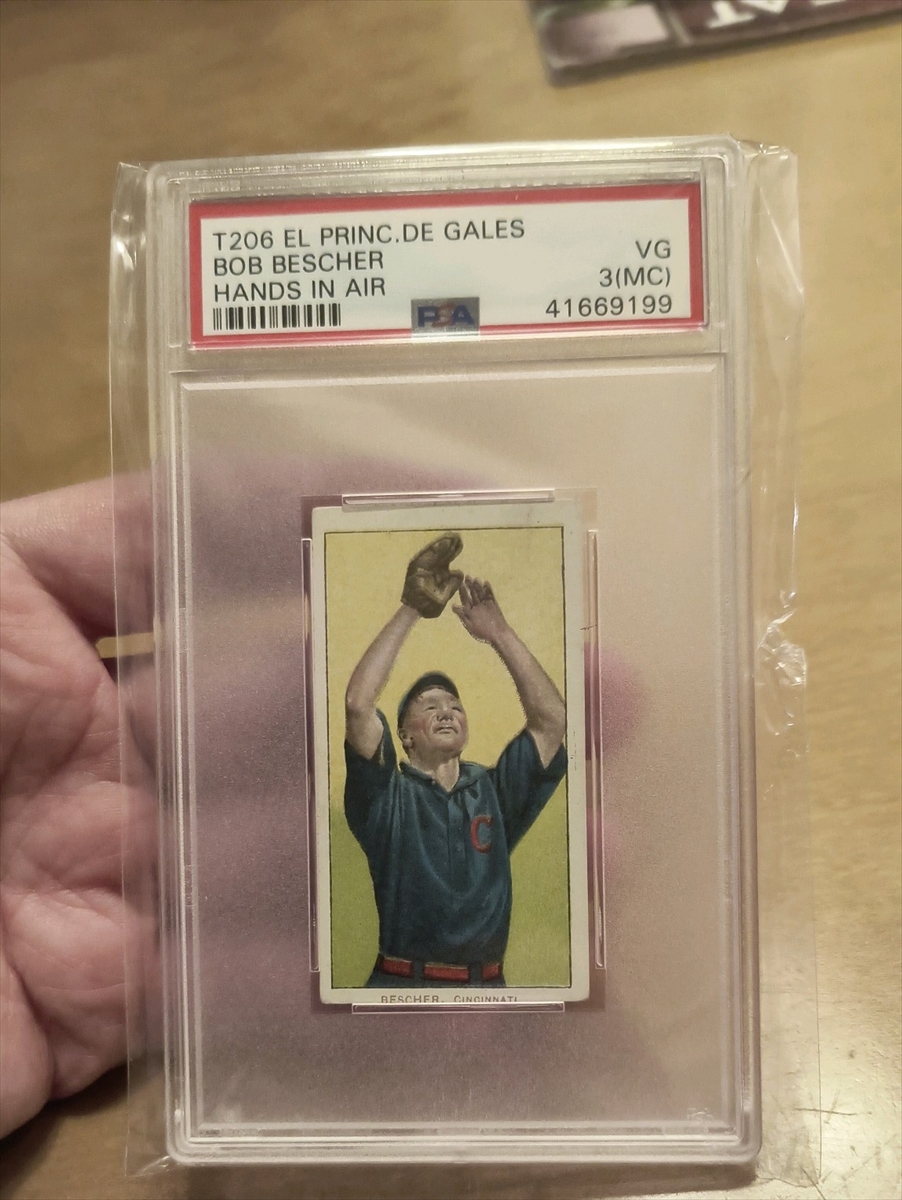 T206 EL PRINC.DE GALES
BOB BESCHER
HANDS IN AIR
VG
3(MC)
41669199
PSA
C
BESCHER, CINCINNATI